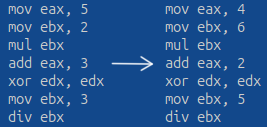 mov eax, 5
mov ebx, 2
mul ebx
add eax, 3
xor edx, edx
mov ebx, 3
div ebx
mov eax, 4
mov ebx, 6
mul ebx
add eax, 2
xor edx, edx
mov ebx, 5
div ebx